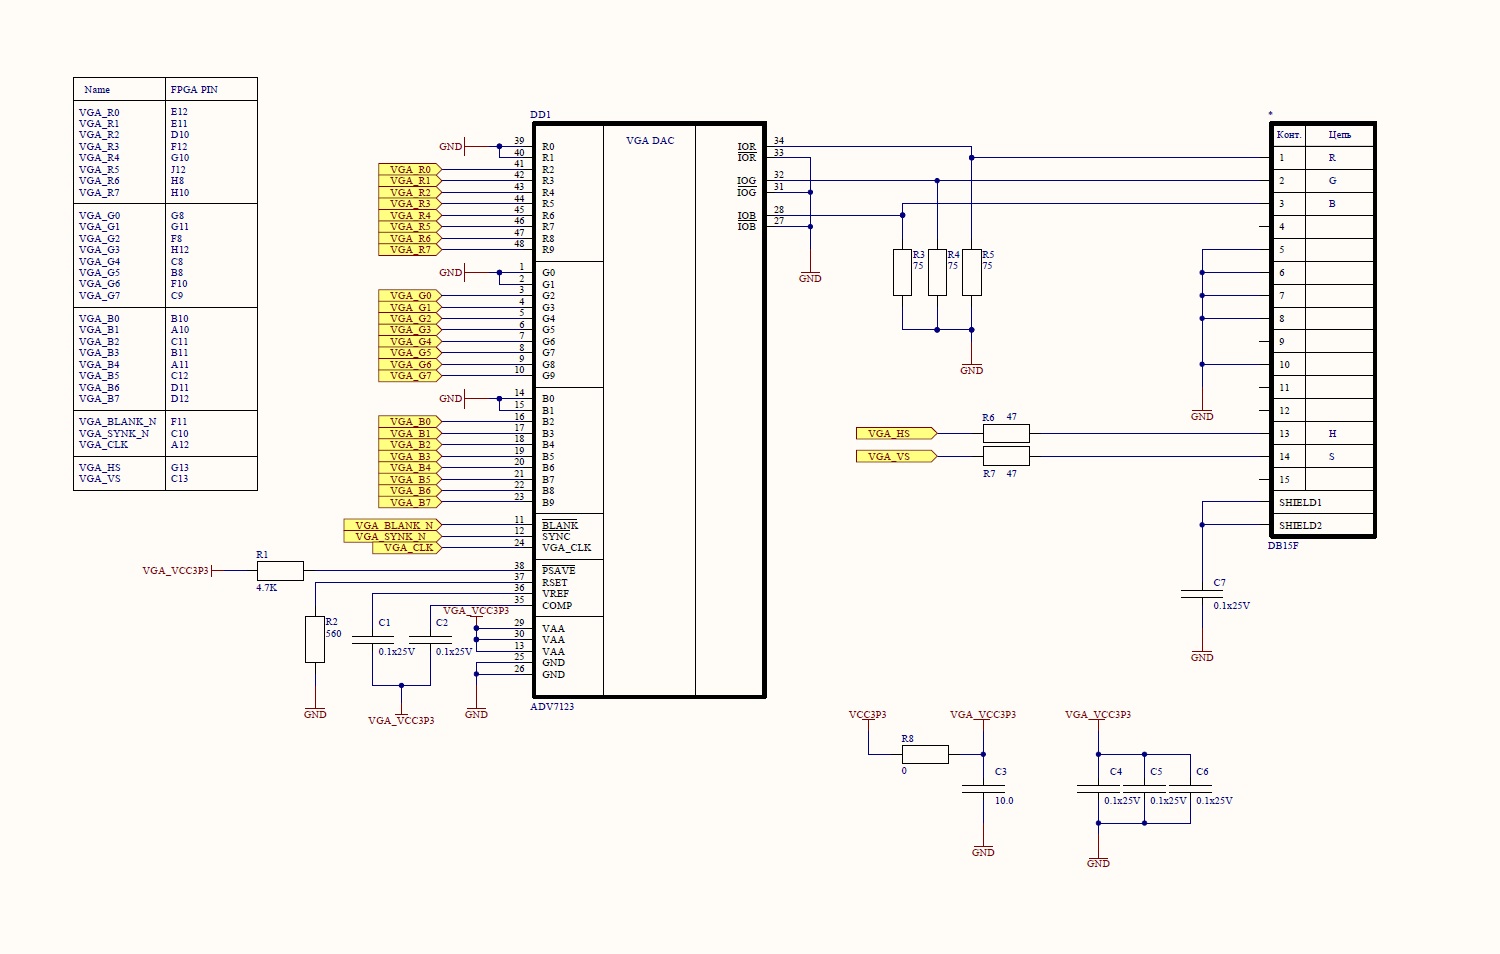 Name FPGA PIN
VGA_R0 E12
VGA_R1 E11
VGA_R2 D10
VGA_R3 F12
VGA_R4 G10
VGA_R5 J12
VGA_R6 H8
VGA_R7 H10
VGA_G0 G8
VGA_G1 G11
VGA_G2 F8
VGA_G3 H12
VGA_G4 C8
VGA_G5 B8
VGA_G6 F10
VGA_G7 C9
VGA_B0 B10
VGA_B1 A10
VGA_B2 C11
VGA_B3 B11
VGA_B4 A11
VGA_B5 C12
VGA_B6 D11
VGA_B7 D12
VGA_BLANK_N F11
VGA_SYNK_N C10
VGA_CLK A12
VGA_HS G13
VGA_VS C13
DD1
VGA DAC
GND 39 R0
40 R1
VGA_R0 41 R2
VGA_R1 42 R3
VGA_R2 43 R4
VGA_R3 44 R5
VGA_R4 45 R6
VGA_R5 46 R7
VGA_R6 47 R8
VGA_R7 48 R9
GND 1 G0
2 G1
VGA_G0 3 G2
VGA_G1 4 G3
VGA_G2 5 G4
VGA_G3 6 G5
VGA_G4 7 G6
VGA_G5 8 G7
VGA_G6 9 G8
VGA_G7 10 G9
GND 14 B0
15 B1
VGA_B0 16 B2
VGA_B1 17 B3
VGA_B2 18 B4
VGA_B3 19 B5
VGA_B4 20 B6
VGA_B5 21 B7
VGA_B6 22 B8
VGA_B7 23 B9
VGA_BLANK_N 11 BLANK
VGA_SYNK_N 12 SYNC
VGA_CLK 24 VGA_CLK
R1
VGA_VCC3P3 38 PSAVE
4.7K
37 RSET
36 VREF
35 COMP
VGA_VCC3P3
R2
560
C1
0.1x25V
C2
0.1x25V
29 VAA
30 VAA
13 VAA
25 GND
26 GND
GND
VGA_VCC3P3
GND
ADV7123
IOR 34
IOR 33
IOG 32
IOG 31
IOB 28
IOB 27
GND
R3
75
R4
75
R5
75
GND
VGA_HS R6 47
VGA_VS
R7 47
*
Конт. Цепь
1 R
2 G
3 B
4
5
6
7
8
9
10
11
12
13 H
14 S
15
SHIELD1
SHIELD2
DB15F
GND
C7
0.1x25V
GND
VCC3P3
R8
0
VGA_VCC3P3
C3
10.0
GND
VGA_VCC3P3
C4 C5 C6
0.1x25V 0.1x25V 0.1x25V
GND